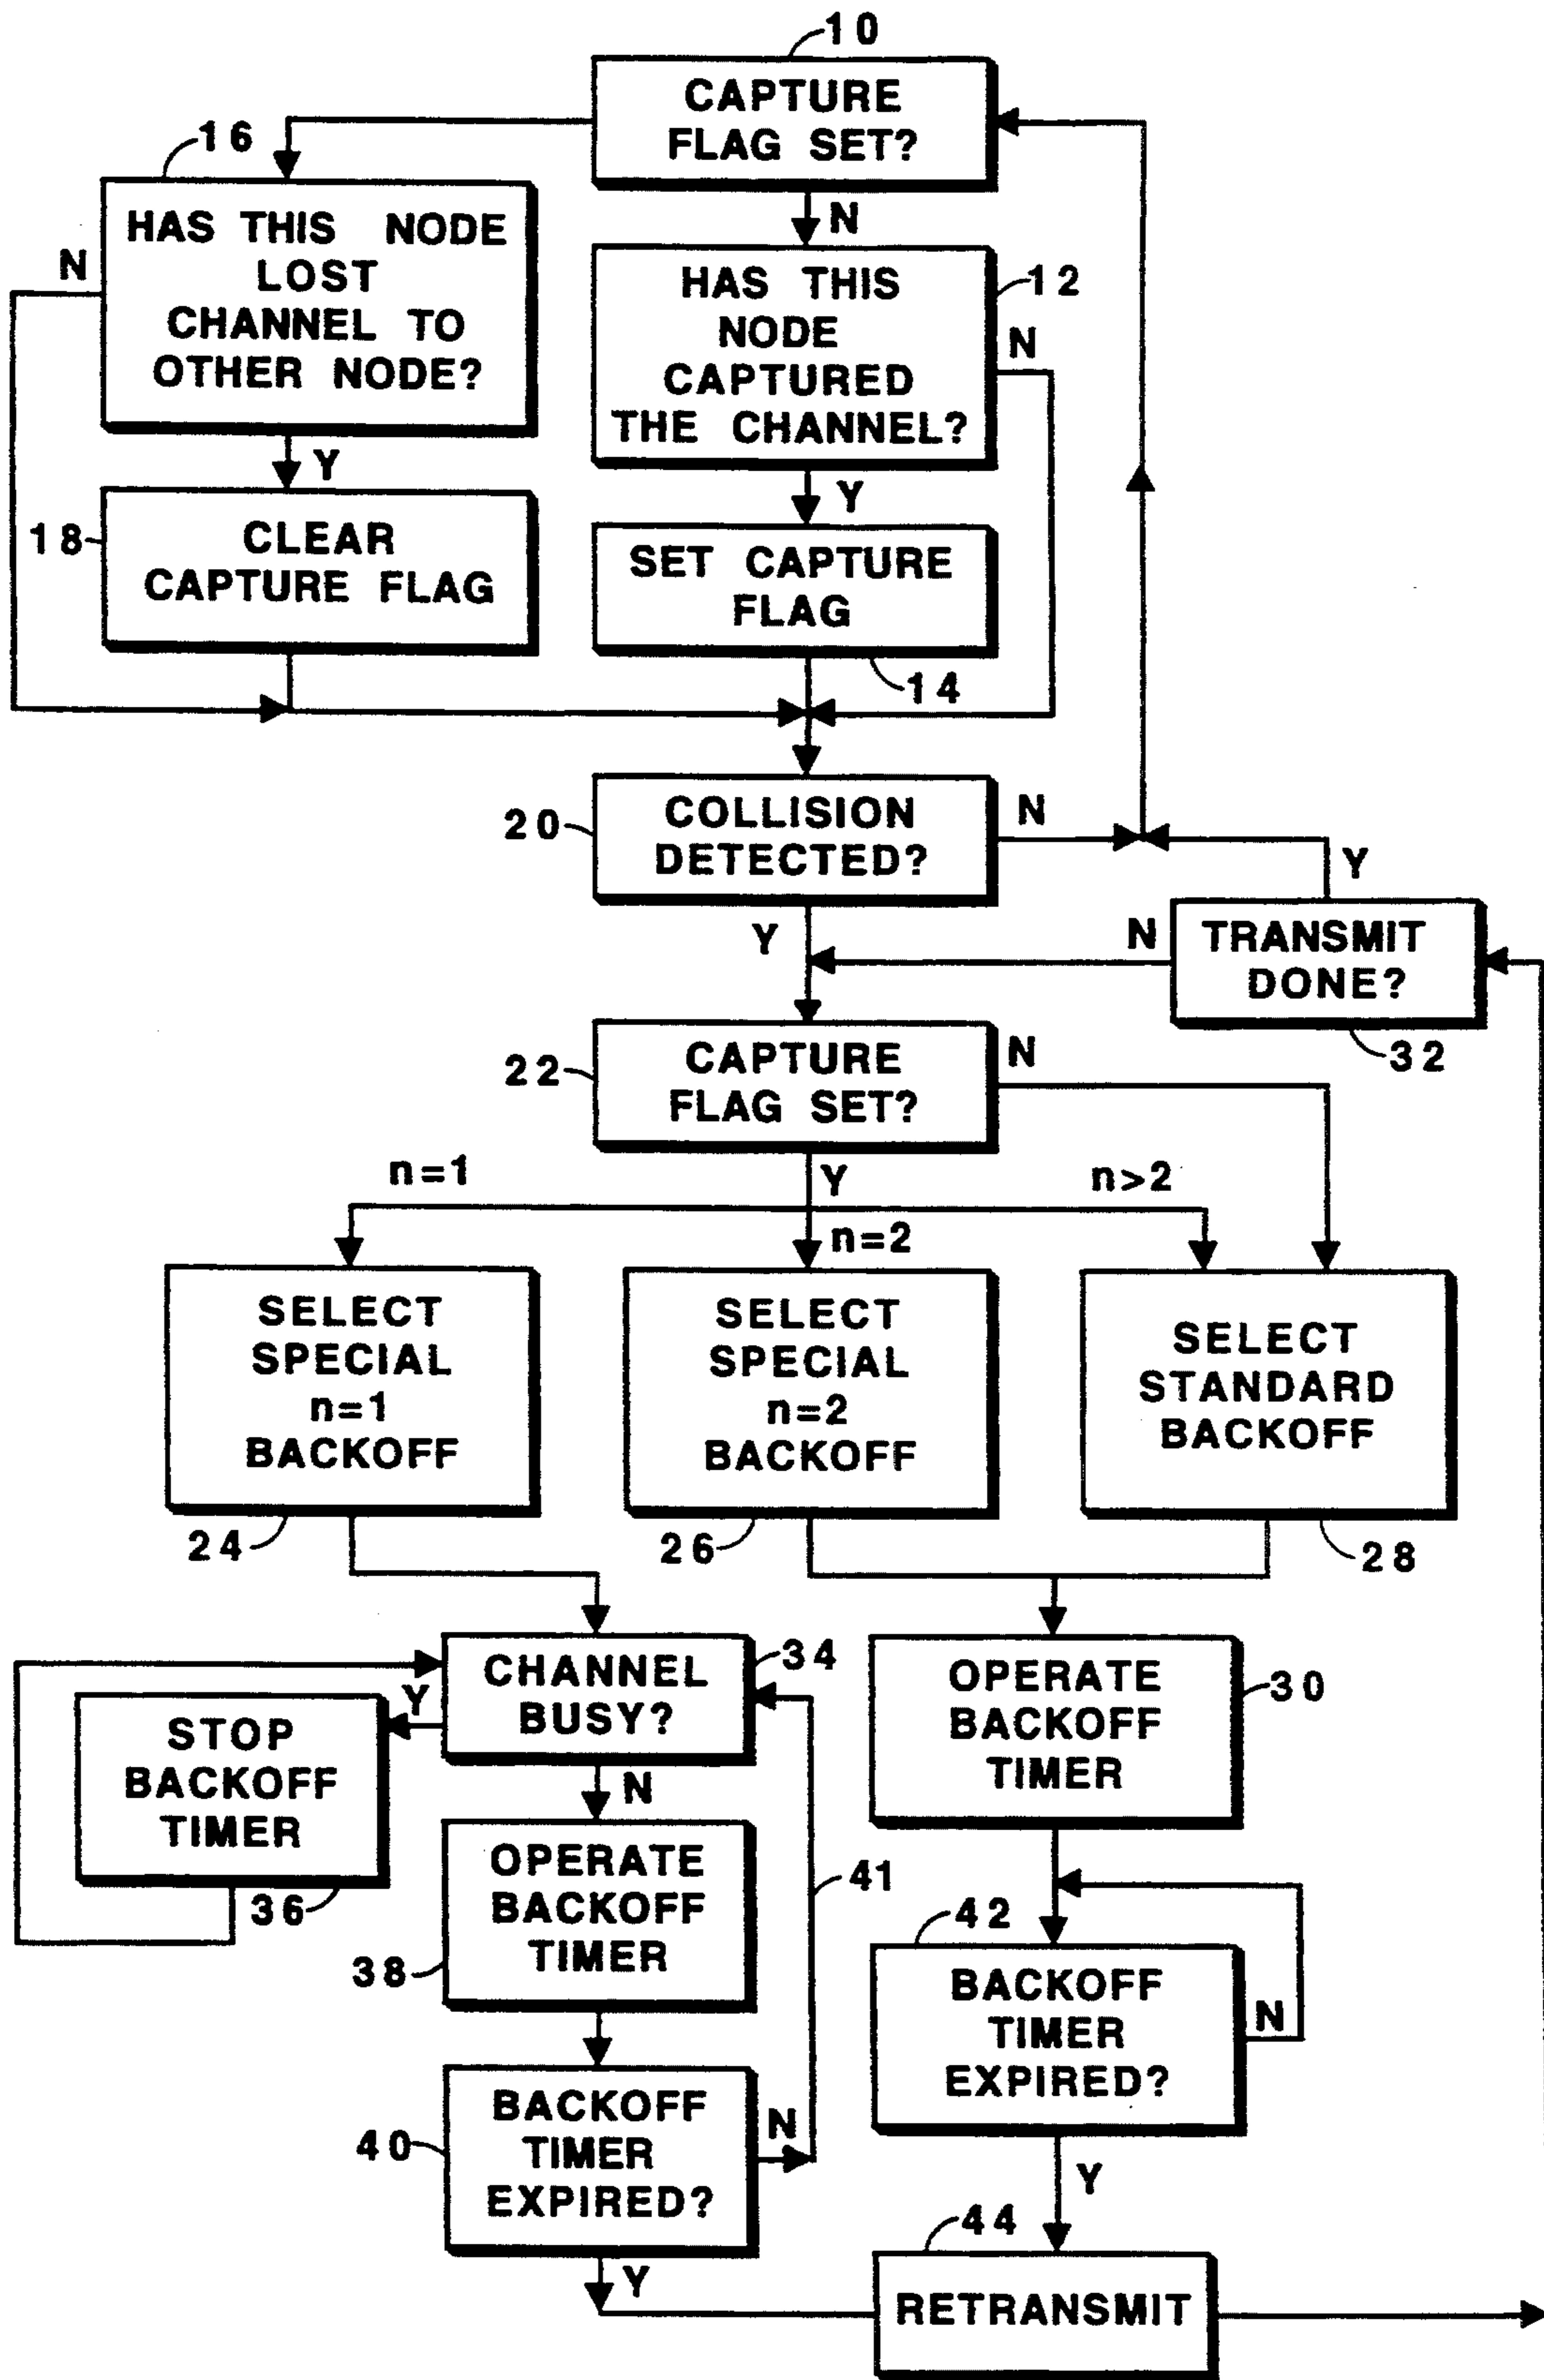 10
CAPTURE
FLAG SET?
16
N
HAS THIS NODE
LOST
CHANNEL TO
OTHER NODE?
N
HAS THIS
NODE
CAPTURED
THE CHANNEL?
12
N
Y
Y
18
CLEAR
CAPTURE FLAG
SET CAPTURE
FLAG
14
20
COLLISION
DETECTED?
N
Y
Y
N
TRANSMIT
DONE?
32
22
CAPTURE
FLAG SET?
N
n=1
Y
n>2
n=2
SELECT
SPECIAL
n=1
BACKOFF
24
SELECT
SPECIAL
n=2
BACKOFF
26
SELECT
STANDARD
BACKOFF
28
CHANNEL
BUSY?
34
Y
STOP
BACKOFF
TIMER
36
N
OPERATE
BACKOFF
TIMER
38
41
OPERATE
BACKOFF
TIMER
30
42
BACKOFF
TIMER
EXPIRED?
N
40
BACKOFF
TIMER
EXPIRED?
N
Y
Y
44
RETRANSMIT